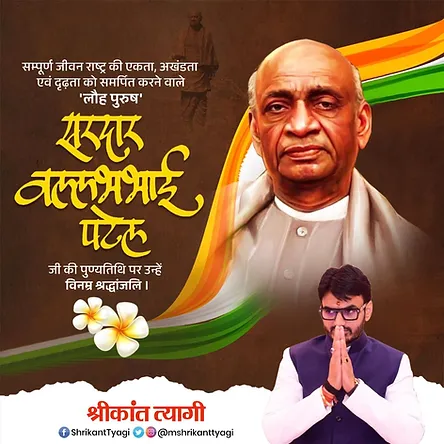 सम्पूर्ण जीवन राष्ट्र की एकता, अखंडता
एवं दृढ़ता को समर्पित करने वाले
'लौह पुरुष'
सरदार
वल्लभभाई
पटेल
जी की पुण्यतिथि पर उन्हें
विनम्र श्रद्धांजलि ।
श्रीकांत त्यागी
ShrikantTyagi @mshrikanttyagi